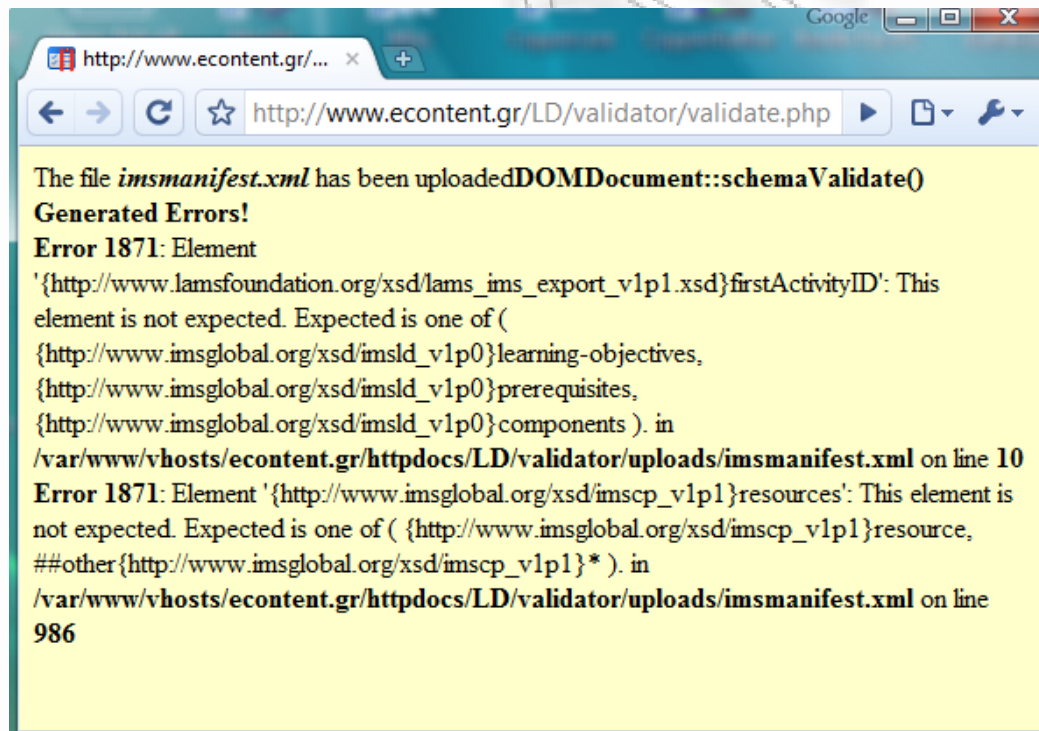 Google
http://www.econtent.gr/...
http://www.econtent.gr/LD/validator/validate.php
The file imsmanifest.xml has been uploadedDOMDocument::schemaValidate()
Generated Errors!
Error 1871: Element
'{http://www.lamsfoundation.org/xsd/lams_ims_export_v1p1.xsd}firstActivityID': This
element is not expected. Expected is one of (
{http://www.imsglobal.org/xsd/imsld_v1p0}learning-objectives,
{http://www.imsglobal.org/xsd/imsld_v1p0}prerequisites,
{http://www.imsglobal.org/xsd/imsld_v1p0}components ). in
/var/www/vhosts/econtent.gr/httpdocs/LD/validator/uploads/imsmanifest.xml on line 10
Error 1871: Element '{http://www.imsglobal.org/xsd/imscp_v1p1}resources': This element is
not expected. Expected is one of ( {http://www.imsglobal.org/xsd/imscp_v1p1}resource,
##other{http://www.imsglobal.org/xsd/imscp_v1p1}* ). in
/var/www/vhosts/econtent.gr/httpdocs/LD/validator/uploads/imsmanifest.xml on line
986